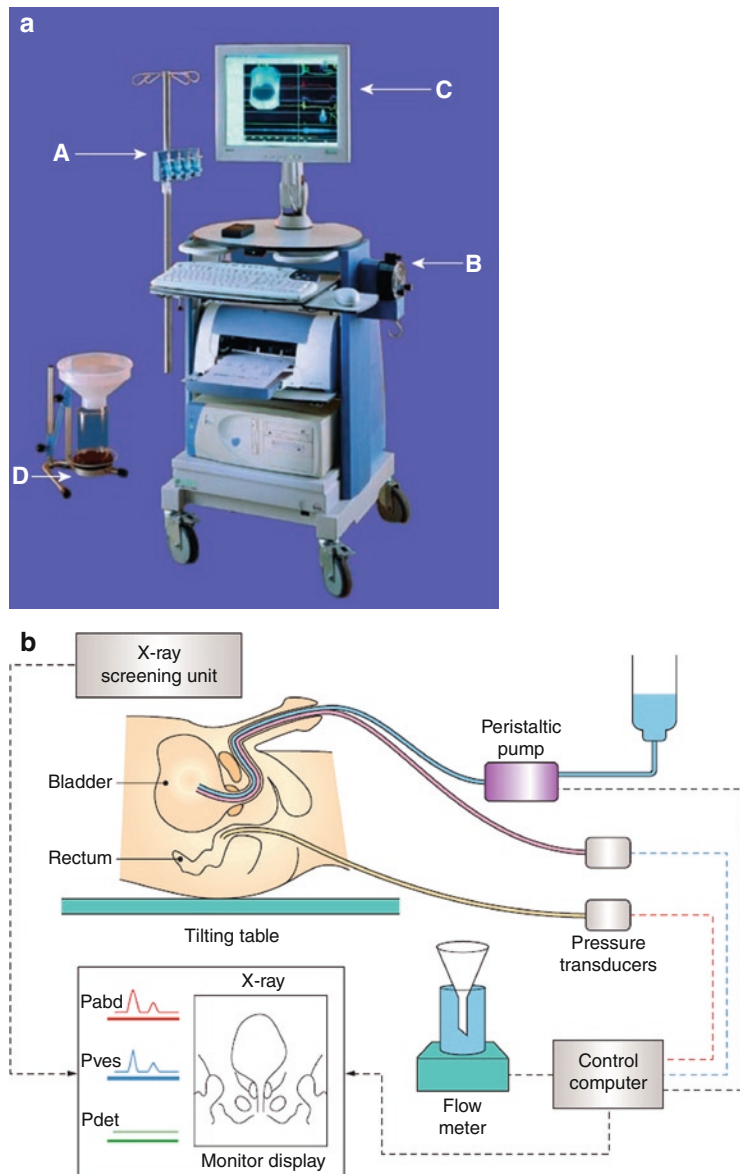 a
A
C
B
D
b
X-ray
screening unit
Peristaltic
pump
Bladder
Rectum
Tilting table
Pressure
transducers
X-ray
Pabd
Pves
Pdet
Monitor display
Flow
meter
Control
computer